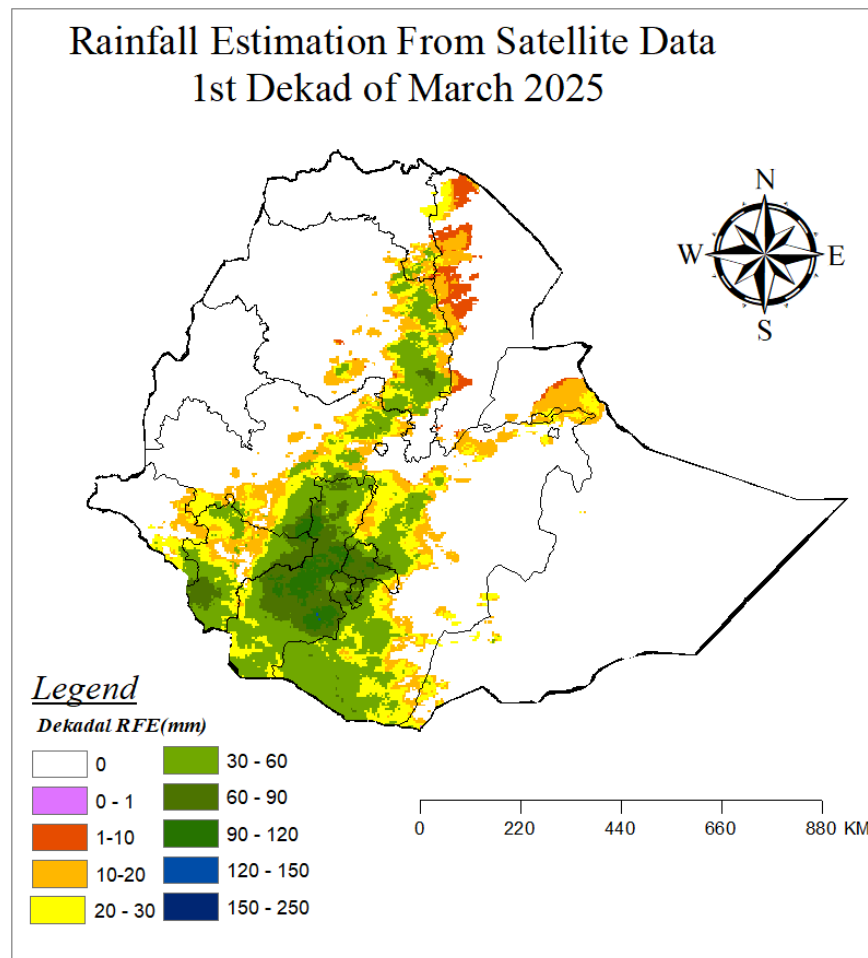 Rainfall Estimation From Satellite Data
1st Dekad of March 2025
N
W
E
S
Legend
Dekadal RFE(mm)
0
0 - 1
1-10
10-20
20 - 30
30 - 60
60 - 90
90 - 120
120 - 150
150 - 250
0 220 440 660 880 KM